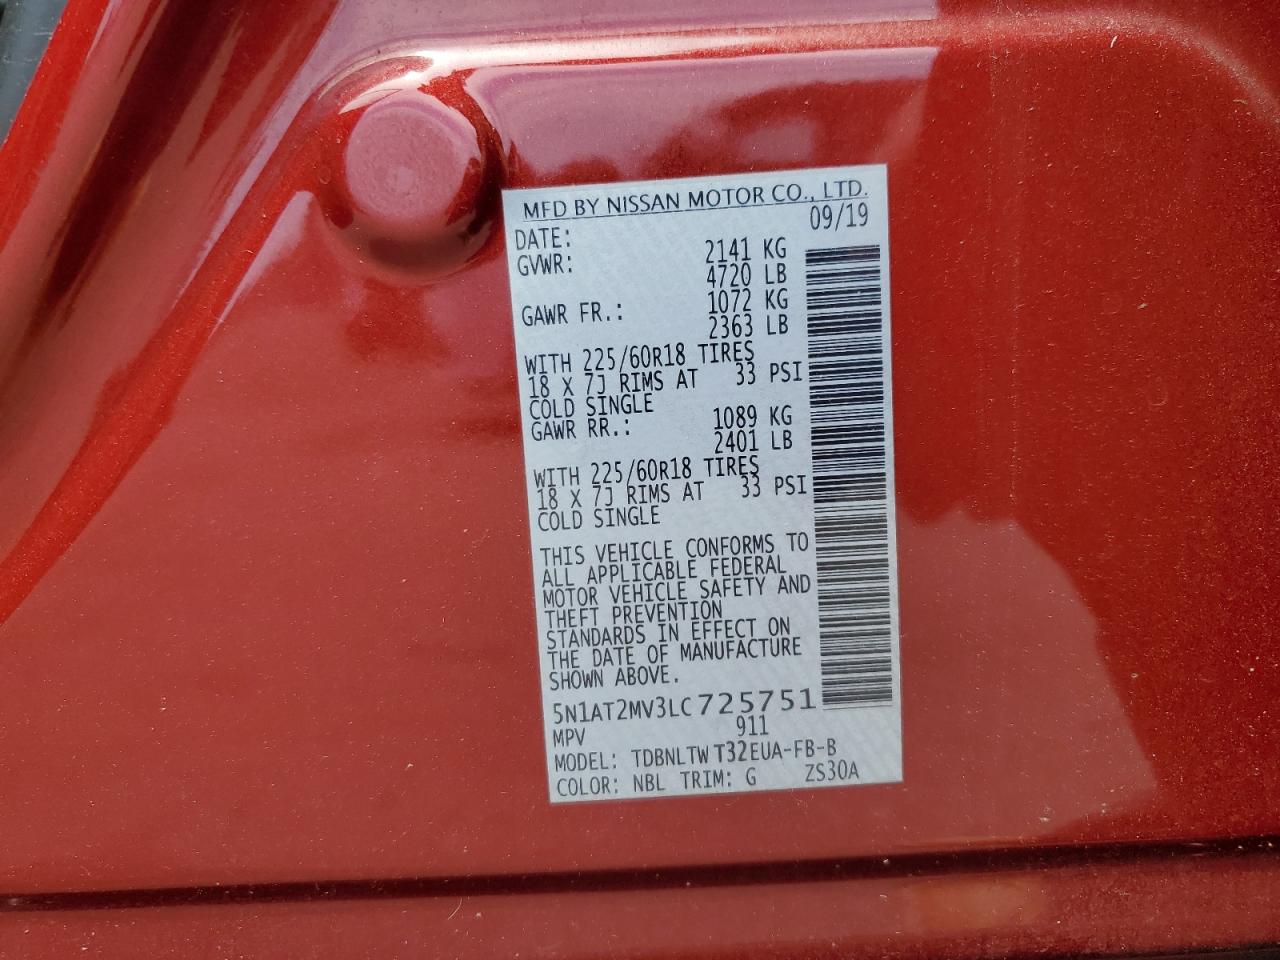 MFD BY NISSAN MOTOR CO., LTD.
DATE: 09/19
GVWR: 2141 KG
4720 LB
GAWR FR.: 1072 KG
2363 LB
WITH 225/60R18 TIRES
18 X 7J RIMS AT 33 PSI
COLD SINGLE
GAWR RR.: 1089 KG
2401 LB
WITH 225/60R18 TIRES
18 X 7J RIMS AT 33 PSI
COLD SINGLE
THIS VEHICLE CONFORMS TO
ALL APPLICABLE FEDERAL
MOTOR VEHICLE SAFETY AND
THEFT PREVENTION
STANDARDS IN EFFECT ON
THE DATE OF MANUFACTURE
SHOWN ABOVE.
5N1AT2MV3LC725751
MPV 911
MODEL: TDBNLTW T32EUA-FB-B
COLOR: NBL TRIM: G ZS30A